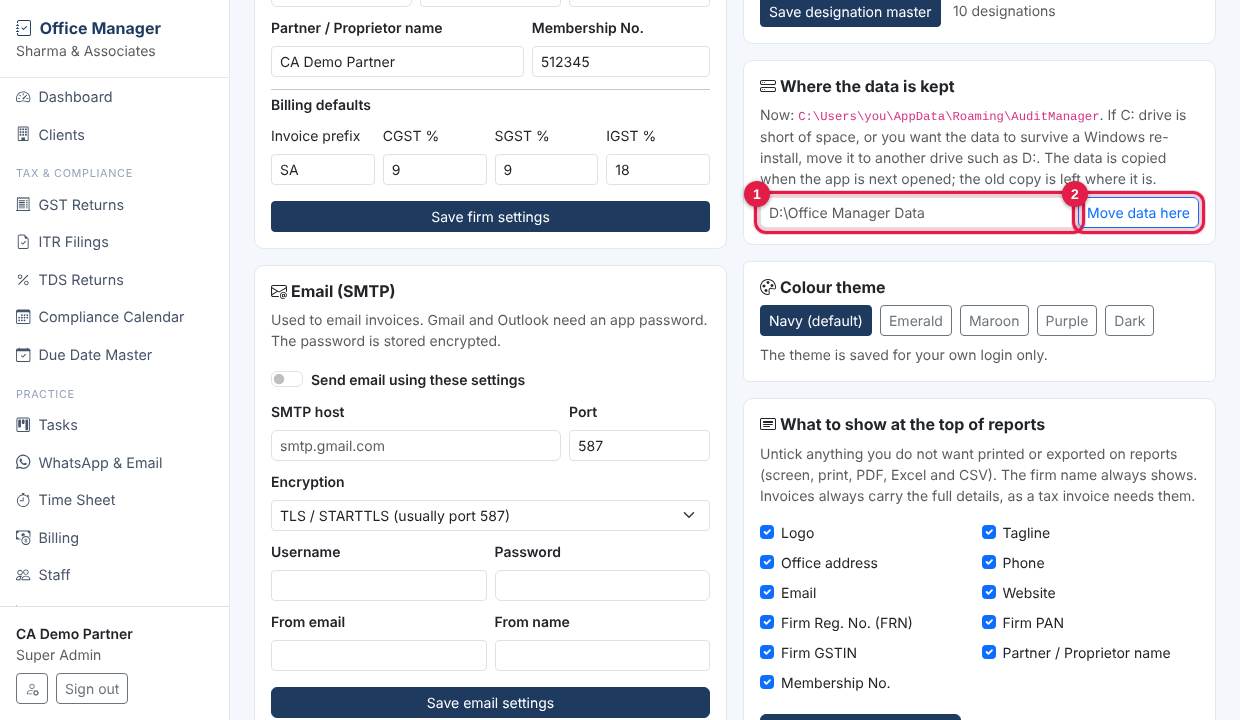 Office Manager
Sharma & Associates
Dashboard
Clients
TAX & COMPLIANCE
GST Returns
ITR Filings
TDS Returns
Compliance Calendar
Due Date Master
PRACTICE
Tasks
WhatsApp & Email
Time Sheet
Billing
Staff
CA Demo Partner
Super Admin
Sign out
Partner / Proprietor name
Membership No.
CA Demo Partner
512345
Billing defaults
Invoice prefix
CGST %
SGST %
IGST %
SA
9
9
18
Save firm settings
Email (SMTP)
Used to email invoices. Gmail and Outlook need an app password.
The password is stored encrypted.
Send email using these settings
SMTP host
Port
smtp.gmail.com
587
Encryption
TLS / STARTTLS (usually port 587)
Username
Password
From email
From name
Save email settings
Save designation master
10 designations
Where the data is kept
Now: C:\Users\you\AppData\Roaming\AuditManager. If C: drive is
short of space, or you want the data to survive a Windows re-
install, move it to another drive such as D:. The data is copied
when the app is next opened; the old copy is left where it is.
1
2
D:\Office Manager Data
Move data here
Colour theme
Navy (default)
Emerald
Maroon
Purple
Dark
The theme is saved for your own login only.
What to show at the top of reports
Untick anything you do not want printed or exported on reports
(screen, print, PDF, Excel and CSV). The firm name always shows.
Invoices always carry the full details, as a tax invoice needs them.
Logo
Tagline
Office address
Phone
Email
Website
Firm Reg. No. (FRN)
Firm PAN
Firm GSTIN
Partner / Proprietor name
Membership No.